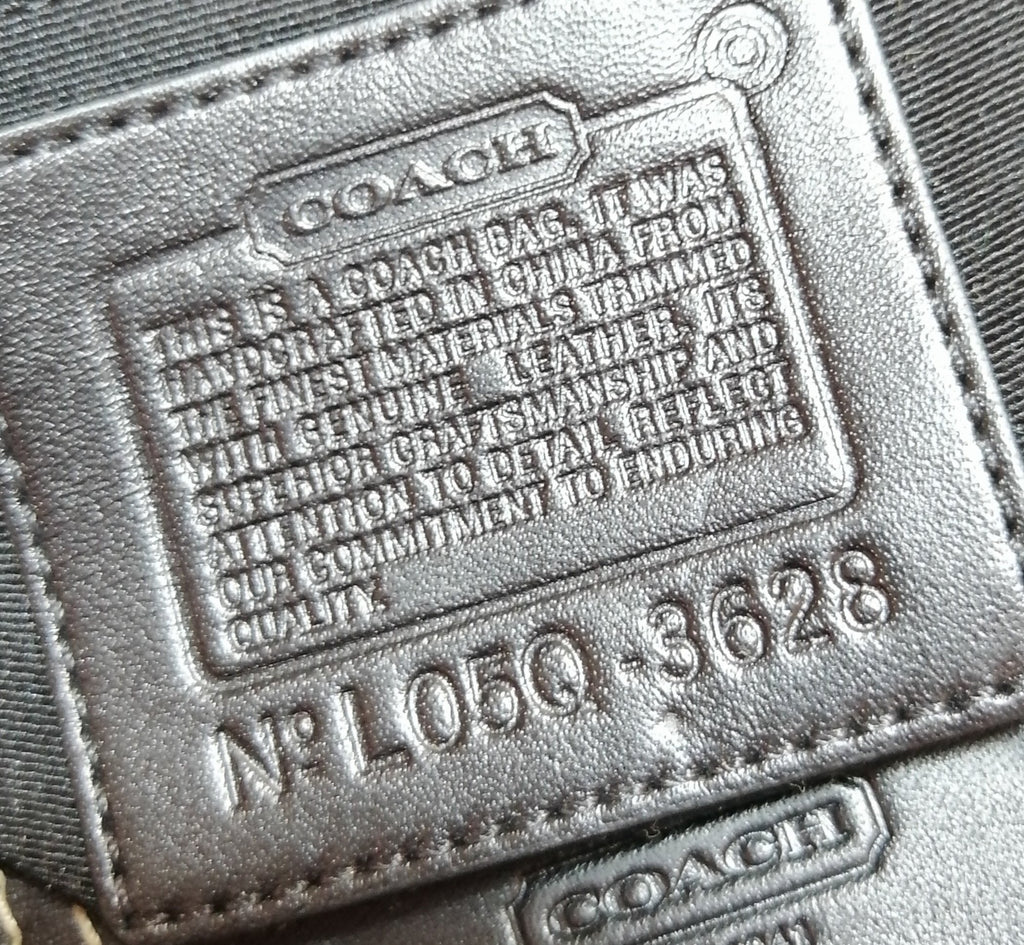 COACH
THIS IS A COACH BAG. IT WAS
HANDCRAFTED IN CHINA FROM
THE FINEST MATERIALS TRIMMED
WITH GENUINE LEATHER. ITS
SUPERIOR CRAFTSMANSHIP AND
ATTENTION TO DETAIL REFLECT
OUR COMMITMENT TO ENDURING
QUALITY.
Nº L05Q-3628
COACH